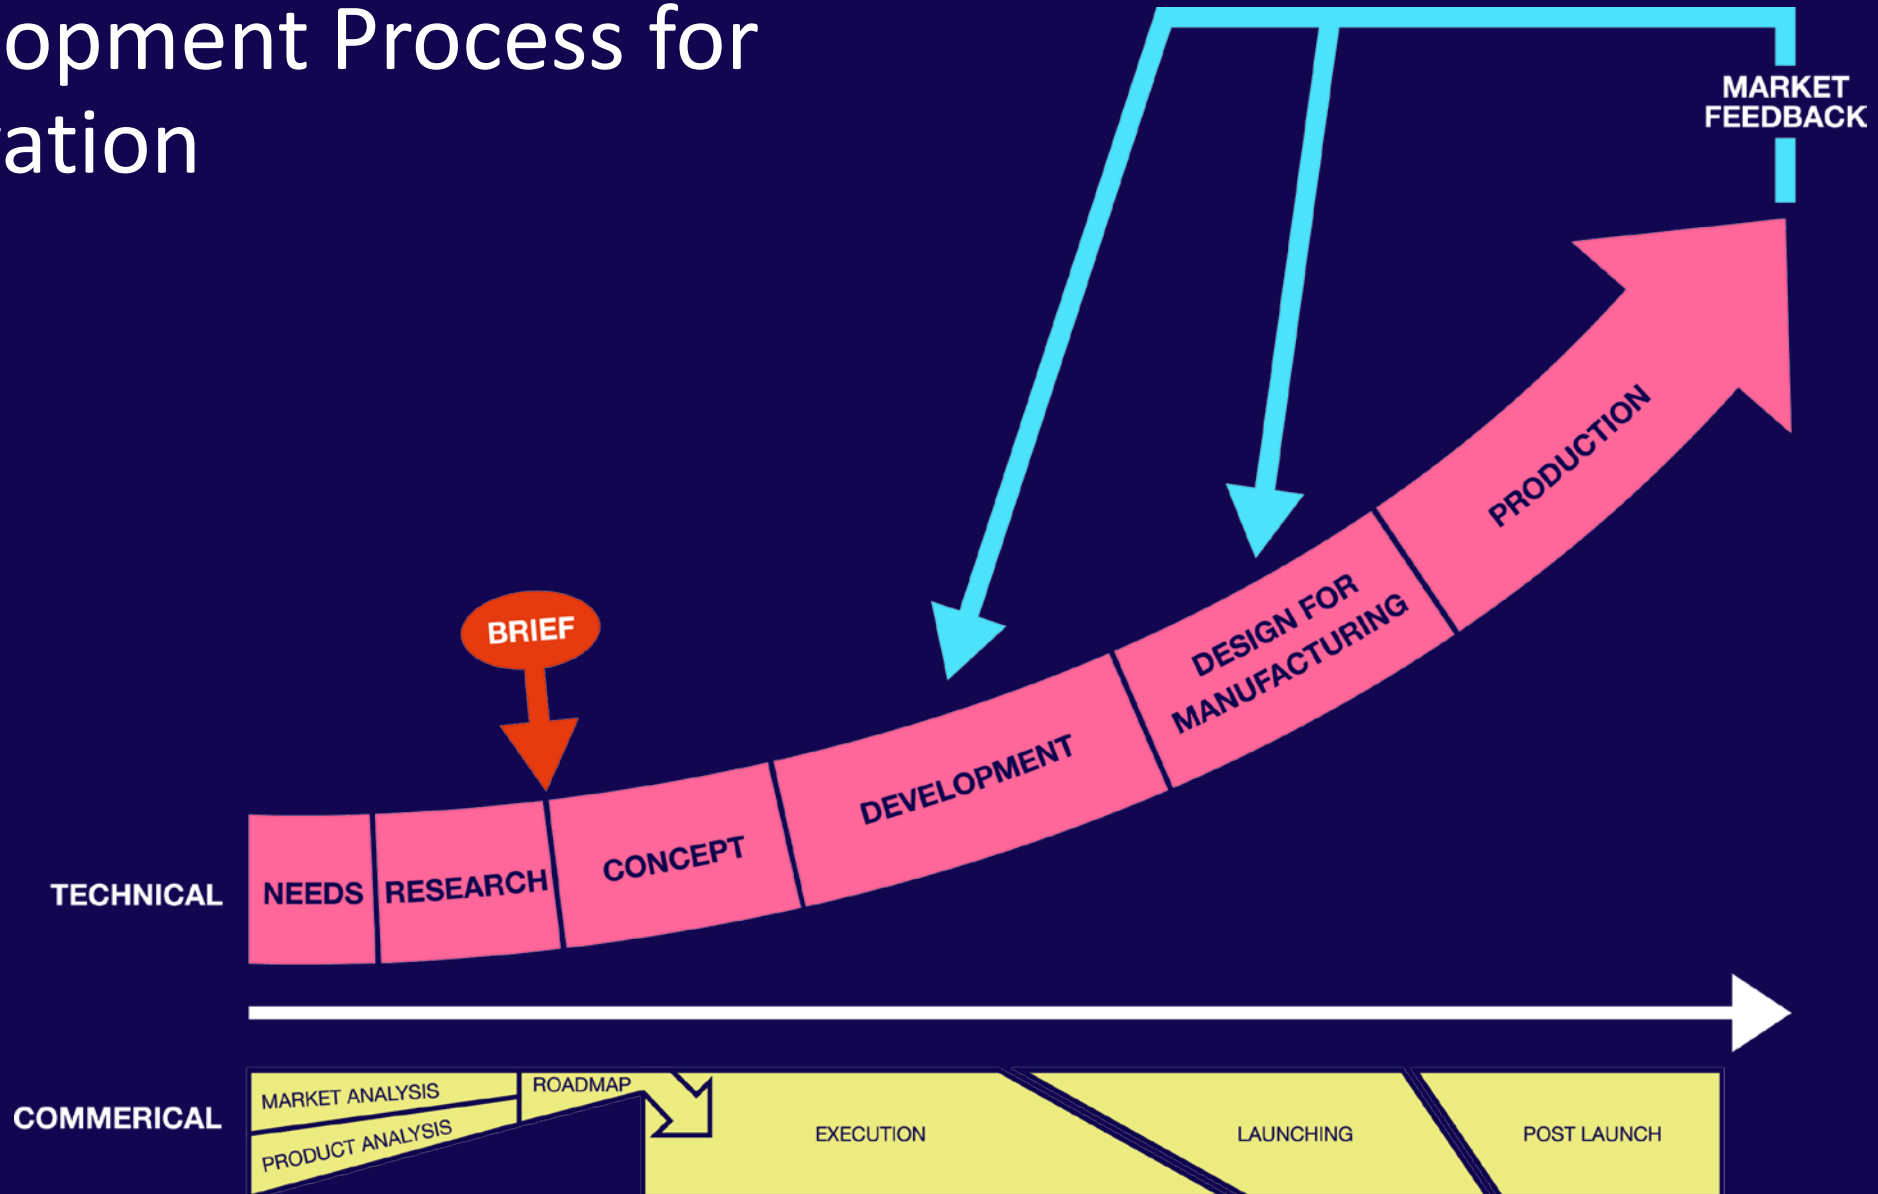 opment Process for
ation
MARKET
FEEDBACK
BRIEF
PRODUCTION
DESIGN FOR
MANUFACTURING
DEVELOPMENT
CONCEPT
TECHNICAL
NEEDS
RESEARCH
COMMERICAL
MARKET ANALYSIS
PRODUCT ANALYSIS
ROADMAP
EXECUTION
LAUNCHING
POST LAUNCH